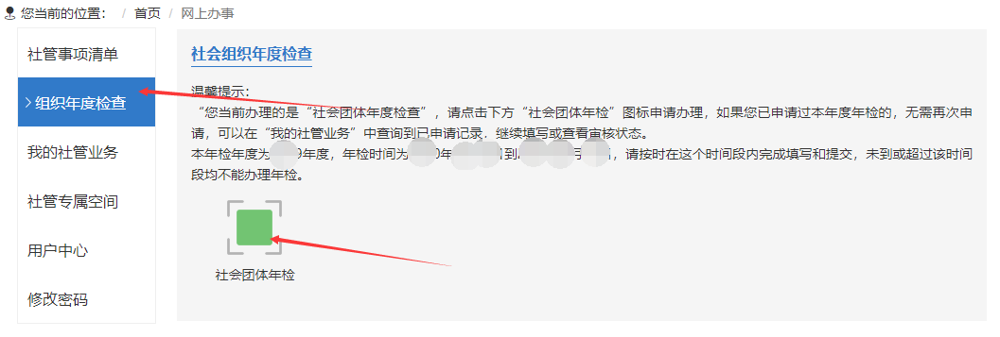 您当前的位置： / 首页 / 网上办事
社管事项清单
组织年度检查
我的社管业务
社管专属空间
用户中心
修改密码
社会组织年度检查
温馨提示：
“您当前办理的是“社会团体年度检查”，请点击下方“社会团体年检”图标申请办理，如果您已申请过本年度年检的，无需再次申
请，可以在“我的社管业务”中查询到已申请记录．继续填写或查看审核状态。
本年检年度为 9年度，年检时间为 0年 到 ，请按时在这个时间段内完成填写和提交，未到或超过该时间
段均不能办理年检。
社会团体年检